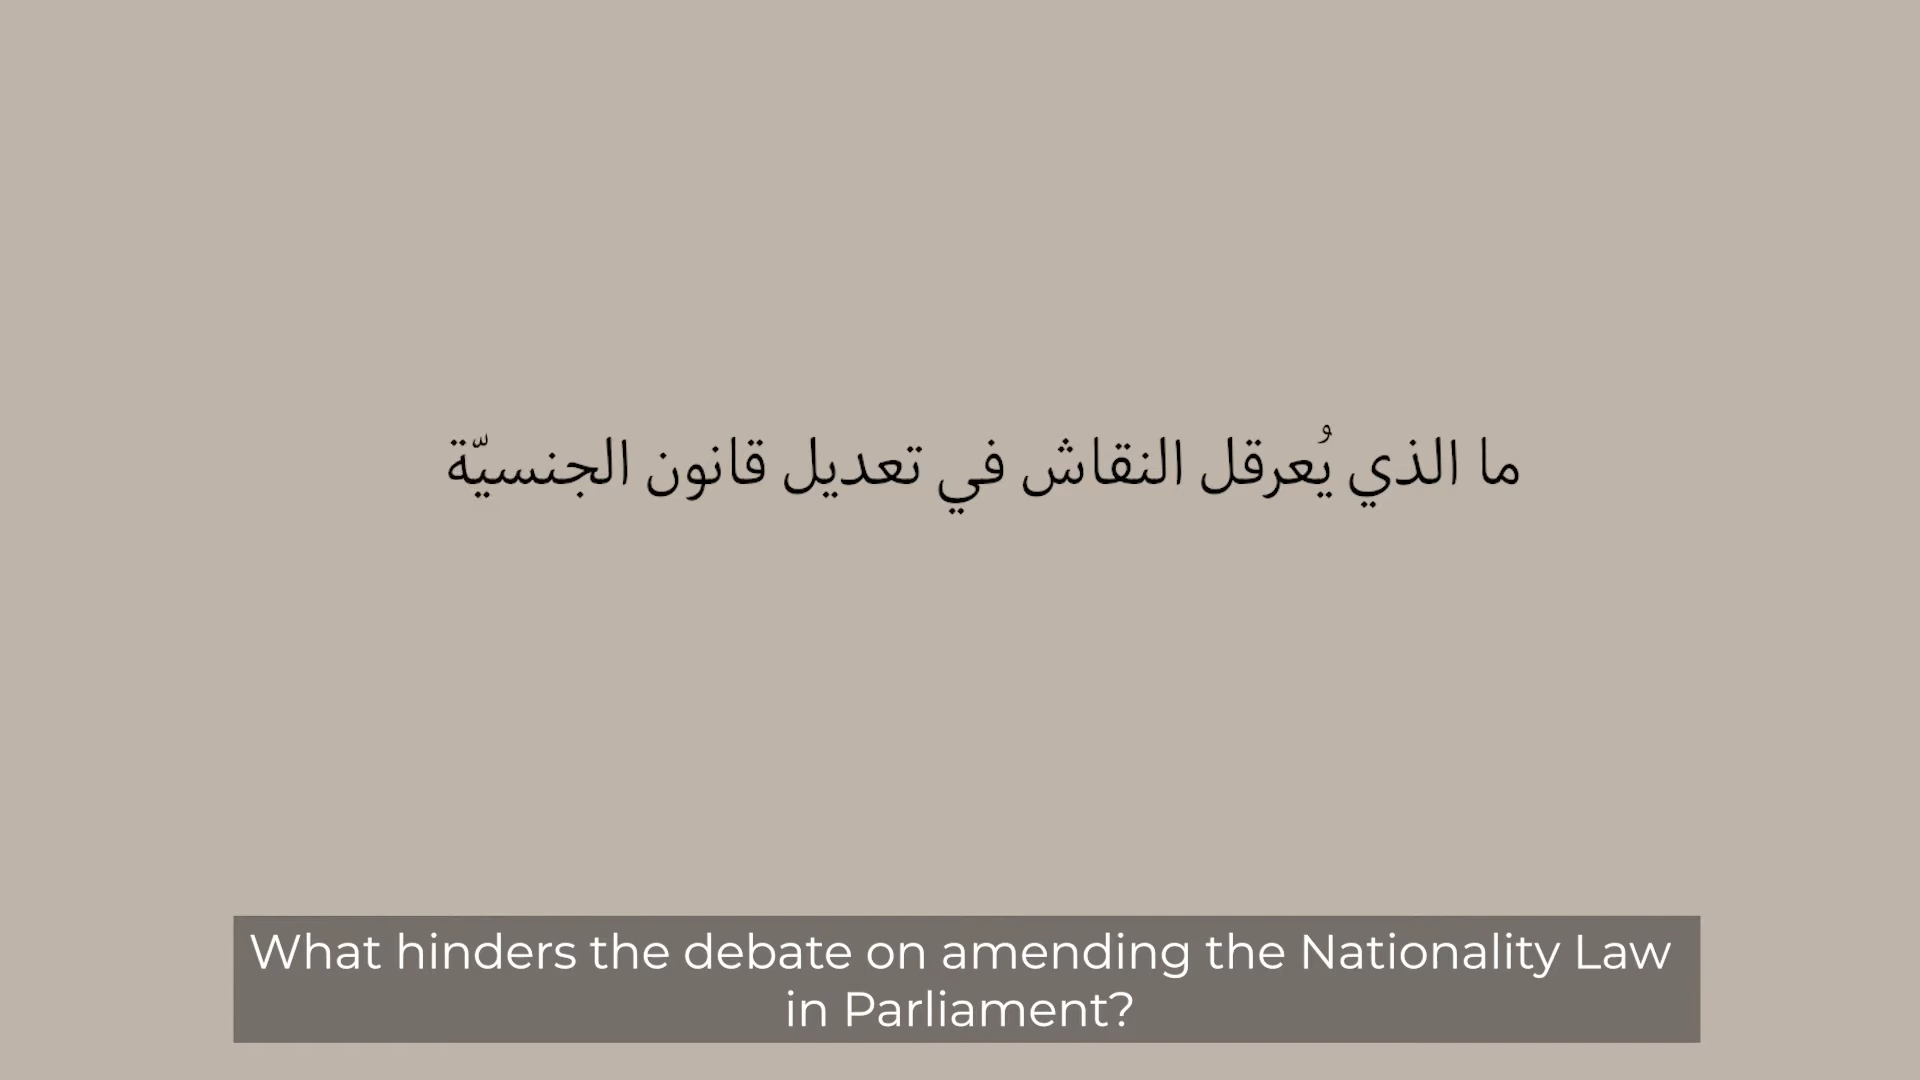 ما الذي يُعرقل النقاش في تعديل قانون الجنسيّة
What hinders the debate on amending the Nationality Law
in Parliament?